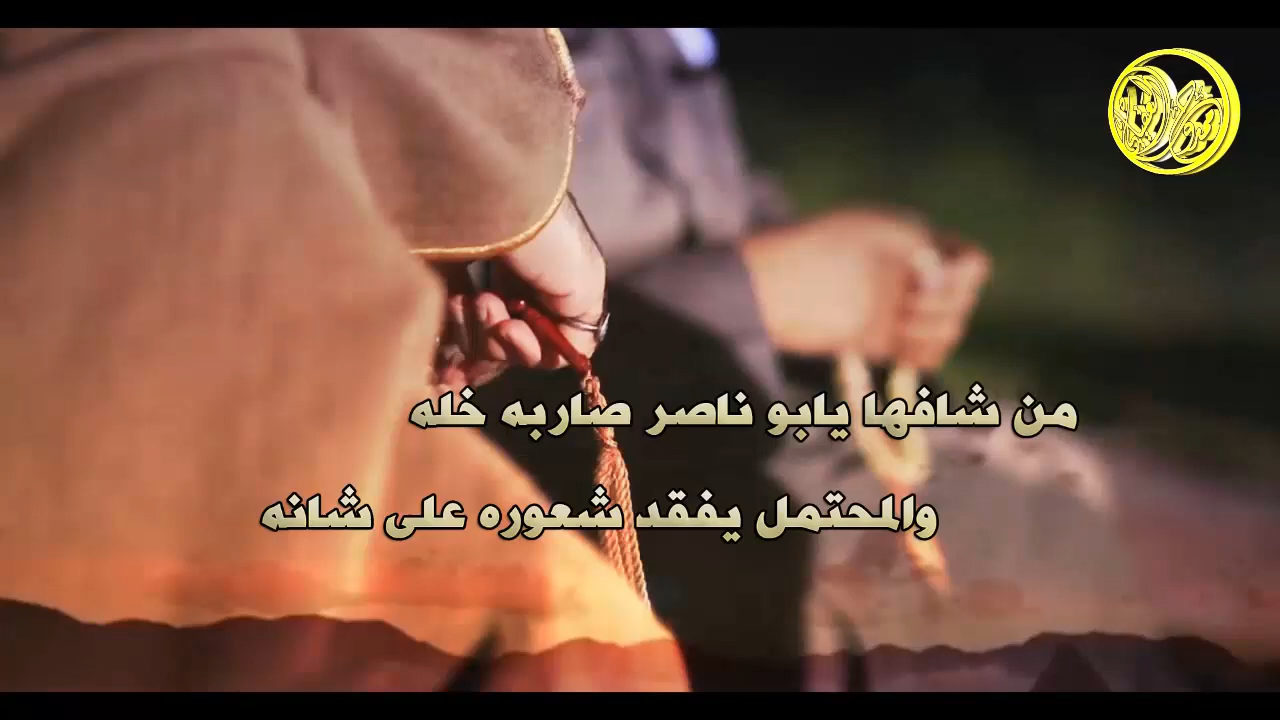 من شافها يابو ناصر صاربه خله
والمحتمل يفقد شعوره على شانه